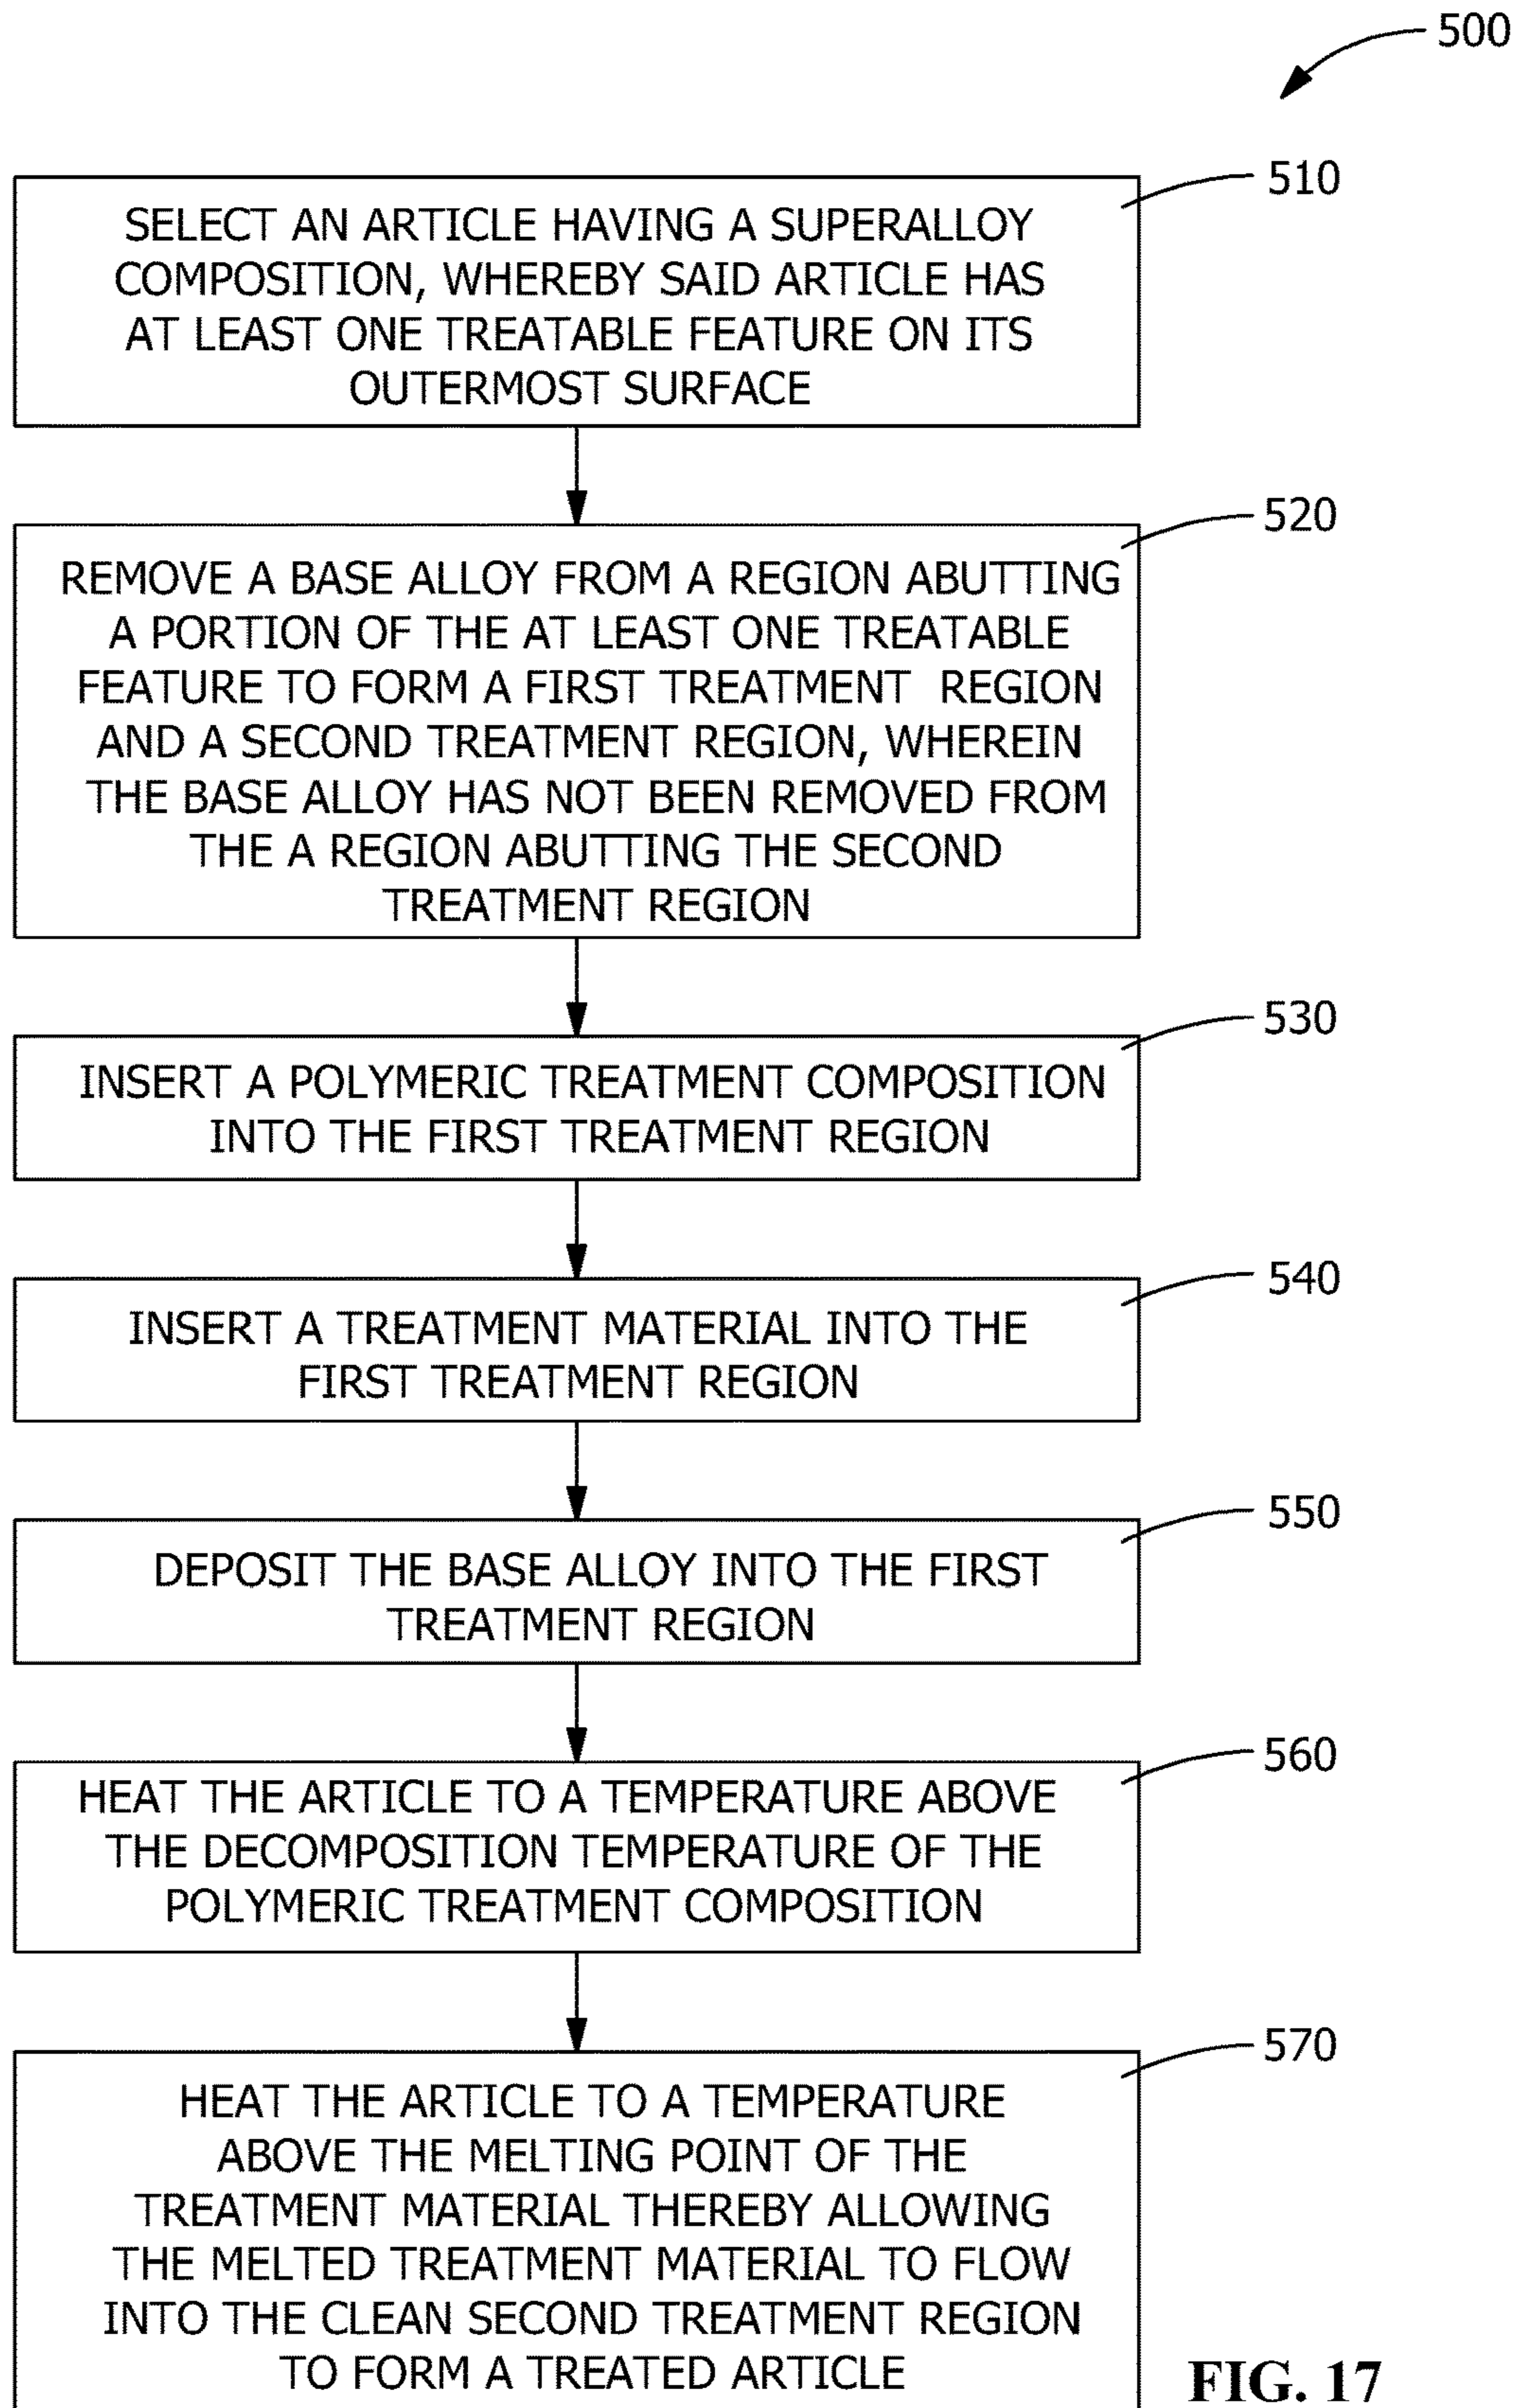 500
510
SELECT AN ARTICLE HAVING A SUPERALLOY
COMPOSITION, WHEREBY SAID ARTICLE HAS
AT LEAST ONE TREATABLE FEATURE ON ITS
OUTERMOST SURFACE
520
REMOVE A BASE ALLOY FROM A REGION ABUTTING
A PORTION OF THE AT LEAST ONE TREATABLE
FEATURE TO FORM A FIRST TREATMENT REGION
AND A SECOND TREATMENT REGION, WHEREIN
THE BASE ALLOY HAS NOT BEEN REMOVED FROM
THE A REGION ABUTTING THE SECOND
TREATMENT REGION
530
INSERT A POLYMERIC TREATMENT COMPOSITION
INTO THE FIRST TREATMENT REGION
540
INSERT A TREATMENT MATERIAL INTO THE
FIRST TREATMENT REGION
550
DEPOSIT THE BASE ALLOY INTO THE FIRST
TREATMENT REGION
560
HEAT THE ARTICLE TO A TEMPERATURE ABOVE
THE DECOMPOSITION TEMPERATURE OF THE
POLYMERIC TREATMENT COMPOSITION
570
HEAT THE ARTICLE TO A TEMPERATURE
ABOVE THE MELTING POINT OF THE
TREATMENT MATERIAL THEREBY ALLOWING
THE MELTED TREATMENT MATERIAL TO FLOW
INTO THE CLEAN SECOND TREATMENT REGION
TO FORM A TREATED ARTICLE
FIG. 17